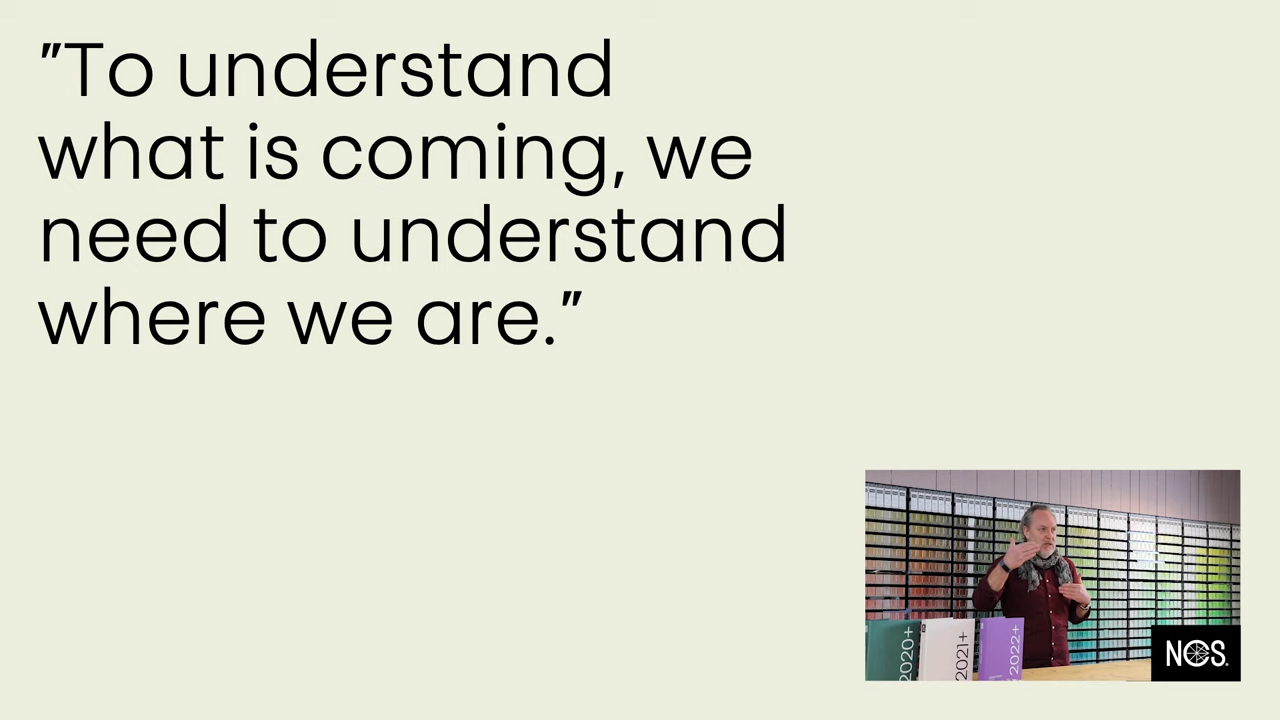 "To understand
what is coming, we
need to understand
where we are."
2020+
2021+
2022+
NCS.